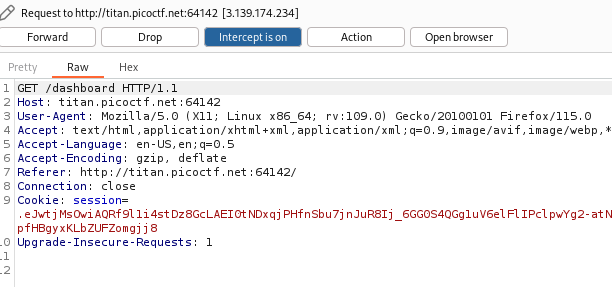 Request to http://titan.picoctf.net:64142 [3.139.174.234]
Forward Drop Intercept is on Action Open browser
Pretty Raw Hex
1 GET /dashboard HTTP/1.1
2 Host: titan.picoctf.net:64142
3 User-Agent: Mozilla/5.0 (X11; Linux x86_64; rv:109.0) Gecko/20100101 Firefox/115.0
4 Accept: text/html,application/xhtml+xml,application/xml;q=0.9,image/avif,image/webp,*
5 Accept-Language: en-US,en;q=0.5
6 Accept-Encoding: gzip, deflate
7 Referer: http://titan.picoctf.net:64142/
8 Connection: close
9 Cookie: session=
.eJwtjMsOwiAQRf9l1i4stDz8GcLAEI0tNDxqjPHfnSbu7jnJuR8Ij_6GG0S4QGg1uV6elFlIPclpwYg2-atN
pfHBgyxKLbZUFZomgjj8
10 Upgrade-Insecure-Requests: 1
11
12